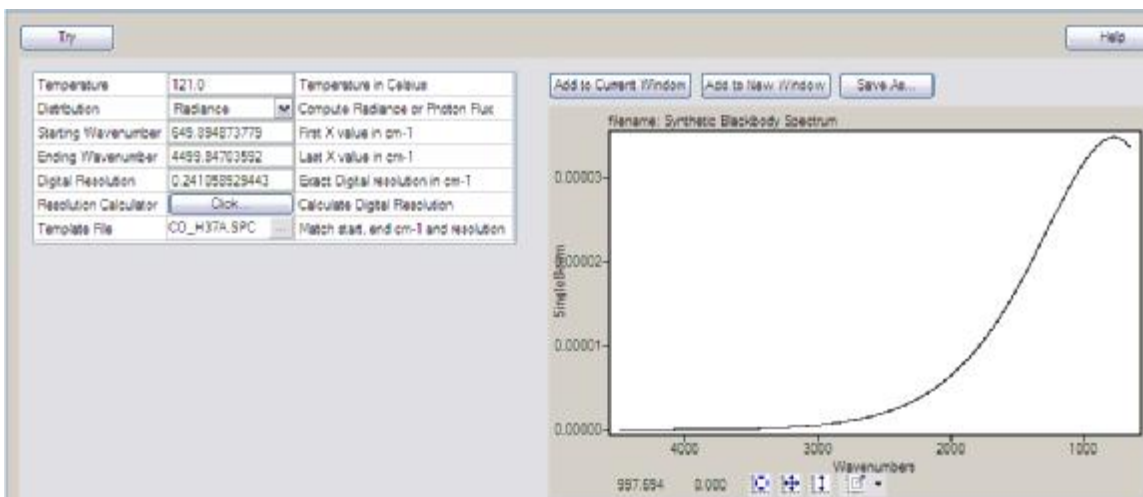 Try
Help
Temperature 121.0 Temperature in Celsius
Distribution Radiance Compute Radiance or Photon Flux
Starting Wavenumber 649.894873779 First X value in cm-1
Ending Wavenumber 4499.84703592 Last X value in cm-1
Digital Resolution 0.241058529443 Exact Digital resolution in cm-1
Resolution Calculator Click... Calculate Digital Resolution
Template File CO_H37A.SPC ... Match start, end cm-1 and resolution
Add to Current Window Add to New Window Save As...
filename: Synthetic Blackbody Spectrum
0.00003
0.00002
0.00001
0.00000
Single Beam
4000 3000 2000 1000
Wavenumbers
997.694 0.000